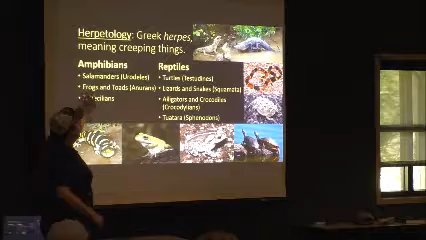 Herpetology: Greek herpes,
meaning creeping things.
Amphibians
• Salamanders (Urodeles)
• Frogs and Toads (Anurans)
cilians
Reptiles
• Turtles (Testudines)
• Lizards and Snakes (Squamata)
• Alligators and Crocodiles
(Crocodylians)
• Tuatara (Sphenodons)